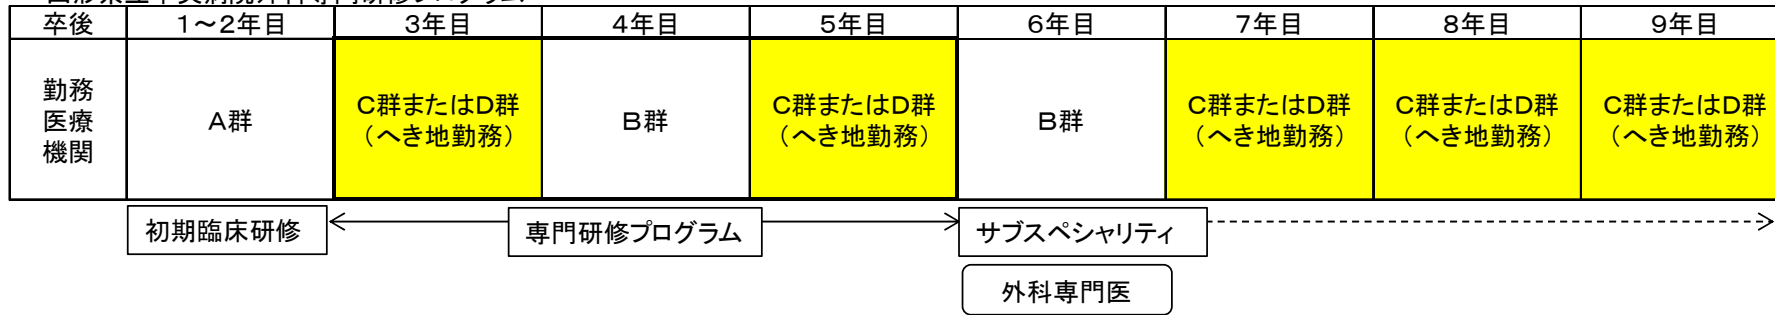 卒後 1～2年目 3年目 4年目 5年目 6年目 7年目 8年目 9年目
勤務
医療
機関
A群
C群またはD群
（へき地勤務）
B群
C群またはD群
（へき地勤務）
B群
C群またはD群
（へき地勤務）
C群またはD群
（へき地勤務）
C群またはD群
（へき地勤務）
初期臨床研修
専門研修プログラム
サブスペシャリティ
外科専門医